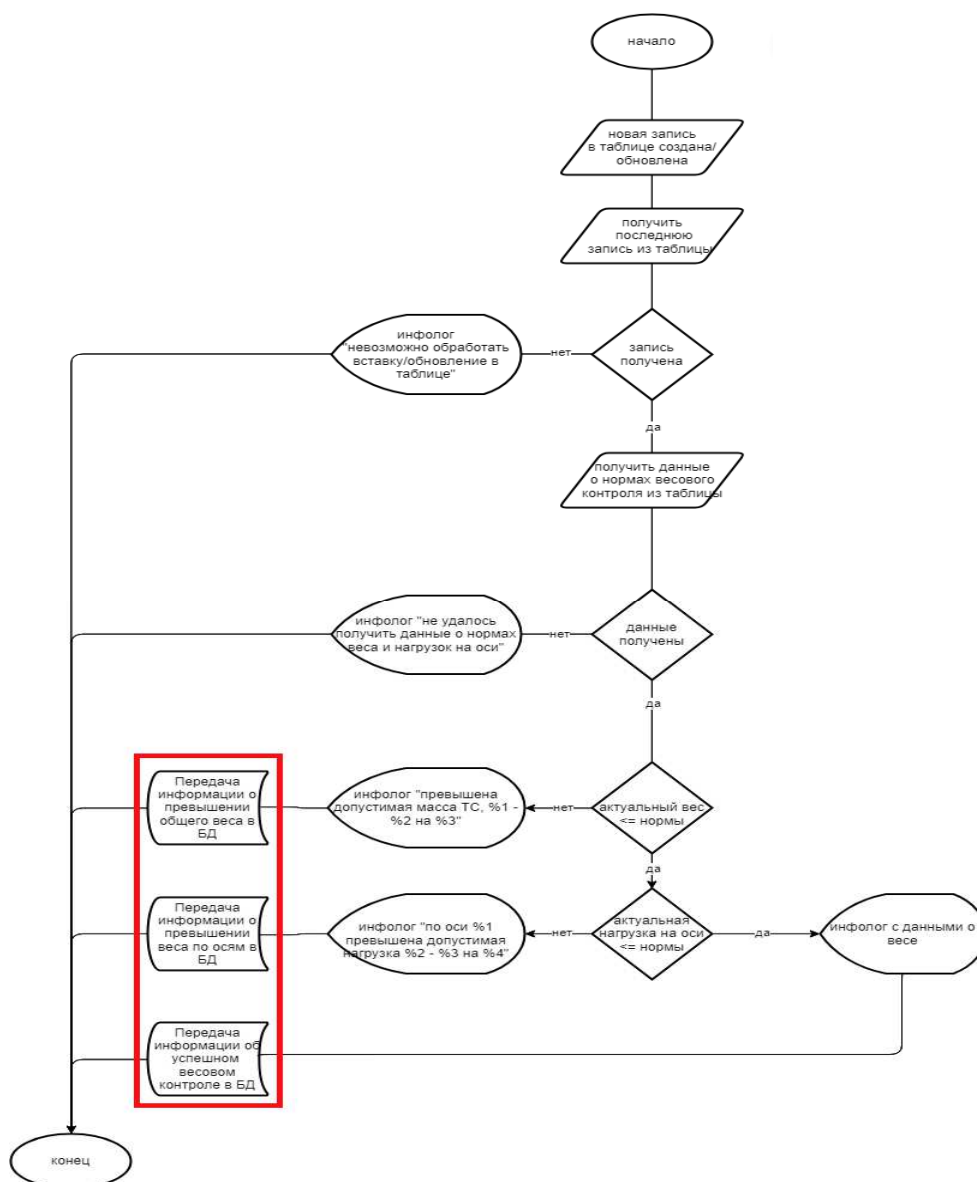 начало
новая запись
в таблице создана/
обновлена
получить
последнюю
запись из таблицы
инфолог
"невозможно обработать
вставку/обновление в
таблице"
нет
запись
получена
да
получить данные
о нормах весового
контроля из таблицы
инфолог "не удалось
получить данные о нормах
веса и нагрузок на оси"
нет
данные
получены
да
Передача
информации о
превышении
общего веса в
БД
инфолог "превышена
допустимая масса ТС, %1 -
%2 на %3"
нет
актуальный вес
<= нормы
да
Передача
информации о
превышении
веса по осям в
БД
инфолог "по оси %1
превышена допустимая
нагрузка %2 - %3 на %4"
нет
актуальная
нагрузка на оси
<= нормы
да
инфолог с данными о
весе
Передача
информации об
успешном
весовом
контроле в БД
конец